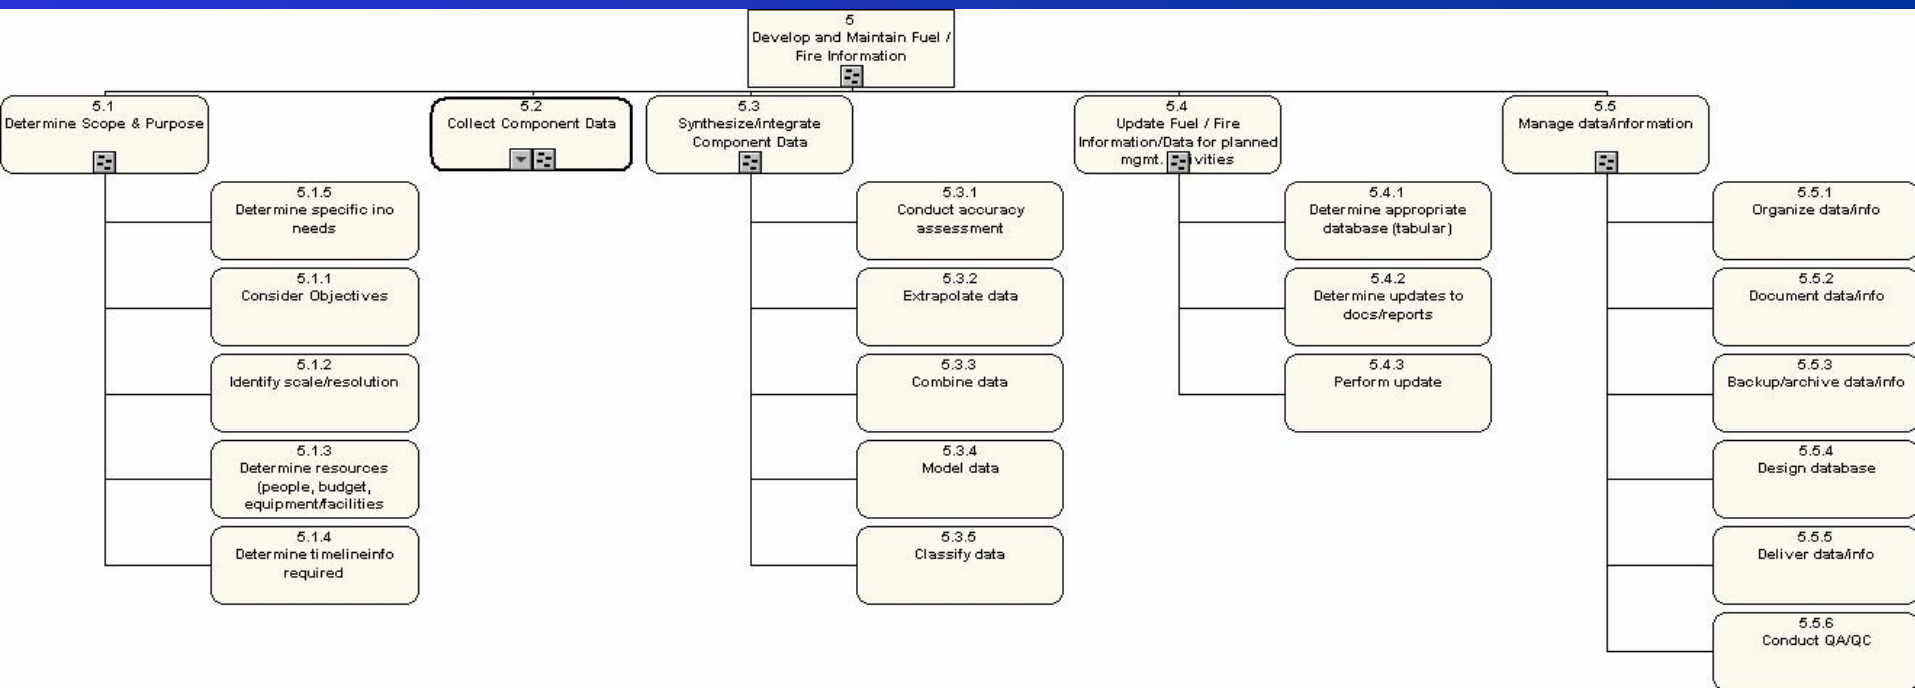 5
Develop and Maintain Fuel /
Fire Information
5.1
Determine Scope & Purpose
5.1.5
Determine specific ino
needs
5.1.1
Consider Objectives
5.1.2
Identify scale/resolution
5.1.3
Determine resources
(people, budget,
equipment/facilities
5.1.4
Determine timelineinfo
required
5.2
Collect Component Data
5.3
Synthesize/integrate
Component Data
5.3.1
Conduct accuracy
assessment
5.3.2
Extrapolate data
5.3.3
Combine data
5.3.4
Model data
5.3.5
Classify data
5.4
Update Fuel / Fire
Information/Data for planned
mgmt. vities
5.4.1
Determine appropriate
database (tabular)
5.4.2
Determine updates to
docs/reports
5.4.3
Perform update
5.5
Manage data/information
5.5.1
Organize data/info
5.5.2
Document data/info
5.5.3
Backup/archive data/info
5.5.4
Design database
5.5.5
Deliver data/info
5.5.6
Conduct QA/QC